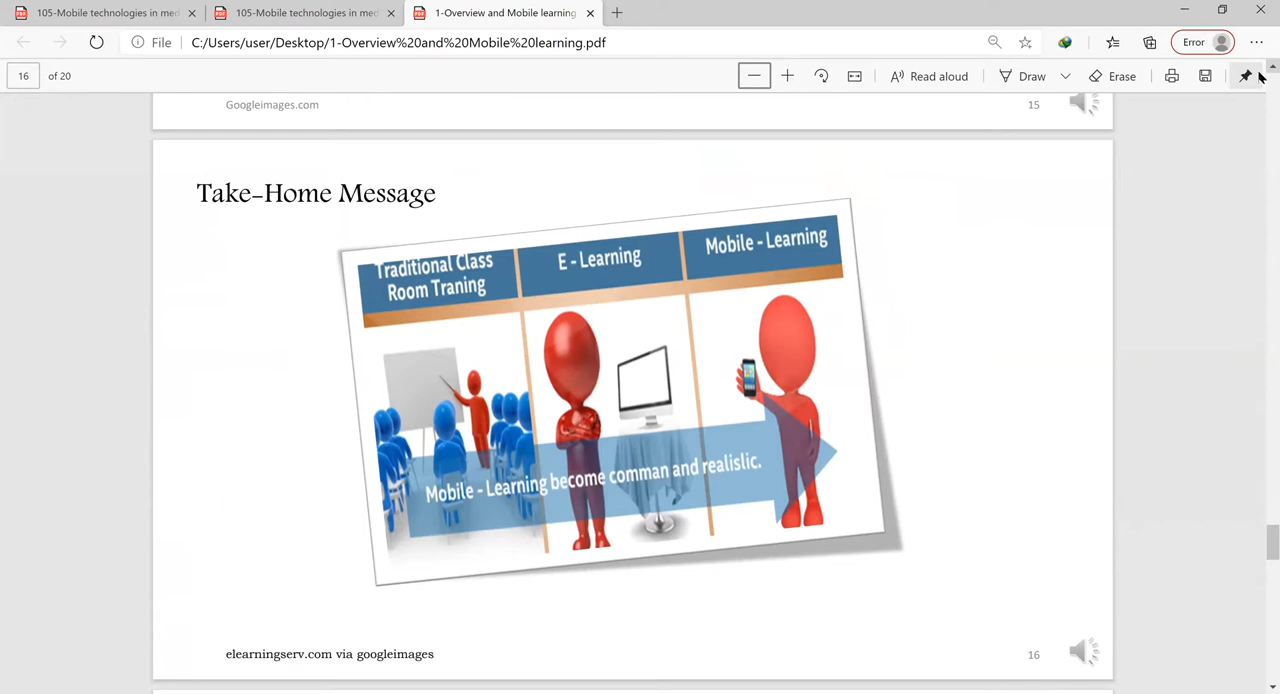 105-Mobile technologies in med
105-Mobile technologies in med
1-Overview and Mobile learning
File
C:/Users/user/Desktop/1-Overview%20and%20Mobile%20learning.pdf
Error
16 of 20
Read aloud
Draw
Erase
Googleimages.com
15
Take-Home Message
Traditional Class
Room Traning
E - Learning
Mobile - Learning
Mobile - Learning become comman and realislic.
elearningserv.com via googleimages
16